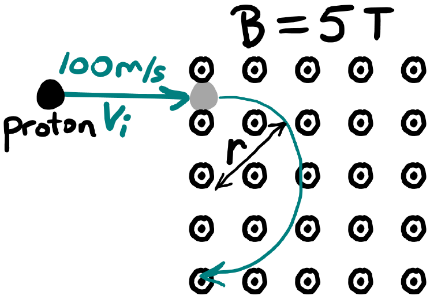 B = 5 T
100m/s
proton
Vi
r